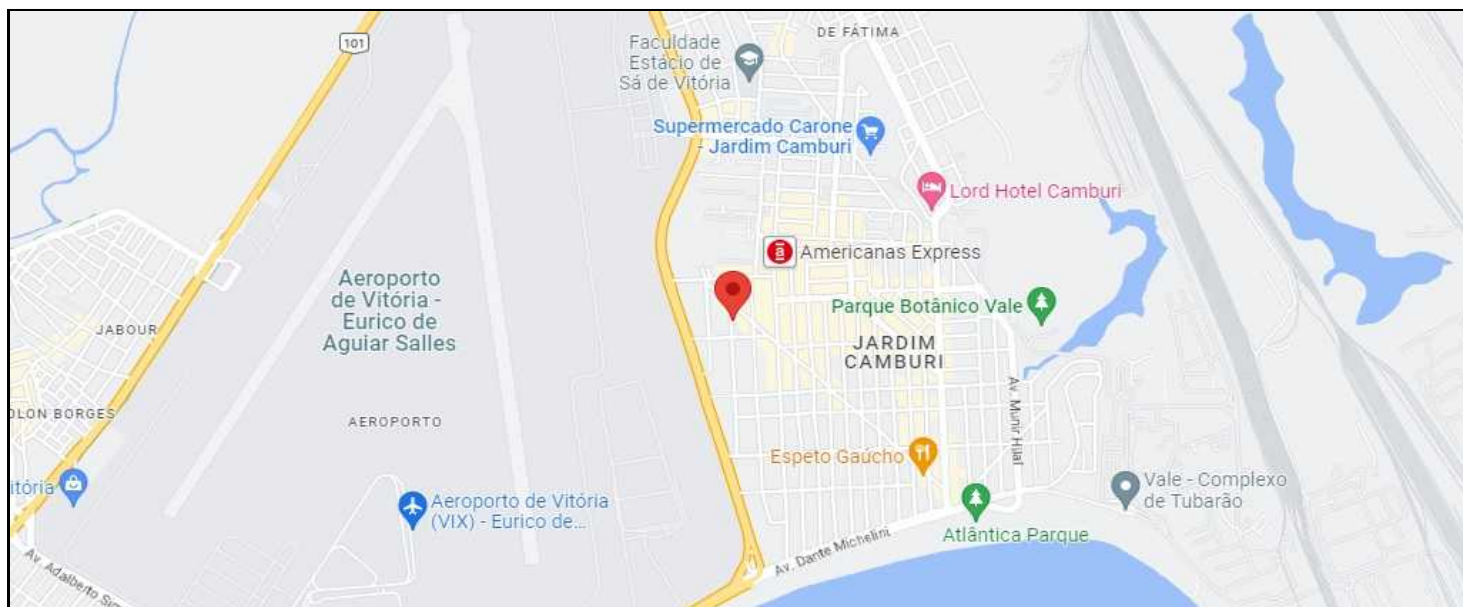 DE FÁTIMA
101
Faculdade
Estácio de
Sá de Vitória
Supermercado Carone
- Jardim Camburi
Lord Hotel Camburi
Americanas Express
Aeroporto
de Vitória -
Eurico de
Aguiar Salles
Parque Botânico Vale
JABOUR
JARDIM
CAMBURI
OLON BORGES
AEROPORTO
Av. Munir Hilal
Espeto Gaúcho
itória
Aeroporto de Vitória
(VIX) - Eurico de...
Vale - Complexo
de Tubarão
Atlântica Parque
Av. Dante Michelini
Av. Adalberto Sim